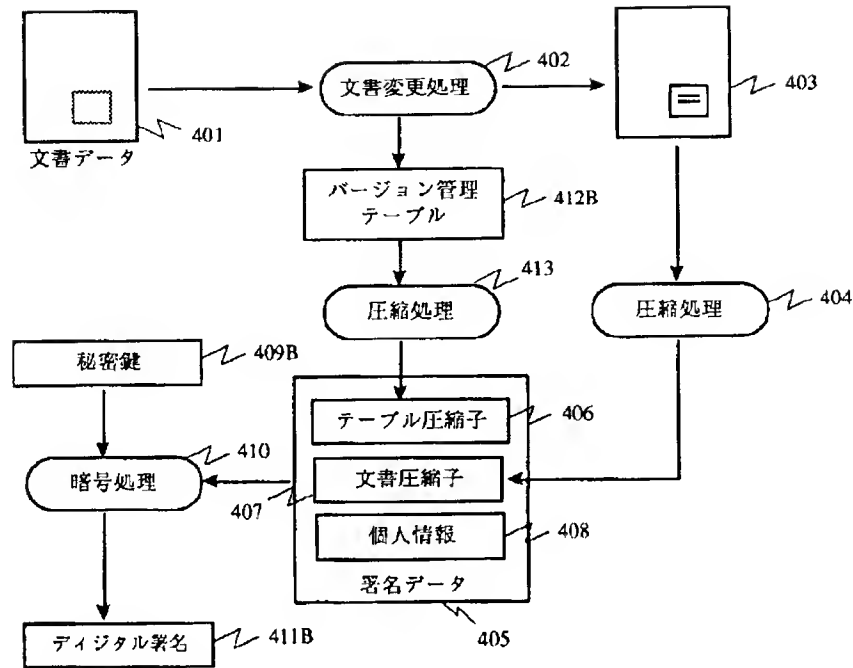 402
文書変更処理
403
401
文書データ
バージョン管理
テーブル
412B
413
圧縮処理
圧縮処理
404
秘密鍵
409B
テーブル圧縮子
406
410
暗号処理
文書圧縮子
407
個人情報
408
署名データ
405
ディジタル署名
411B